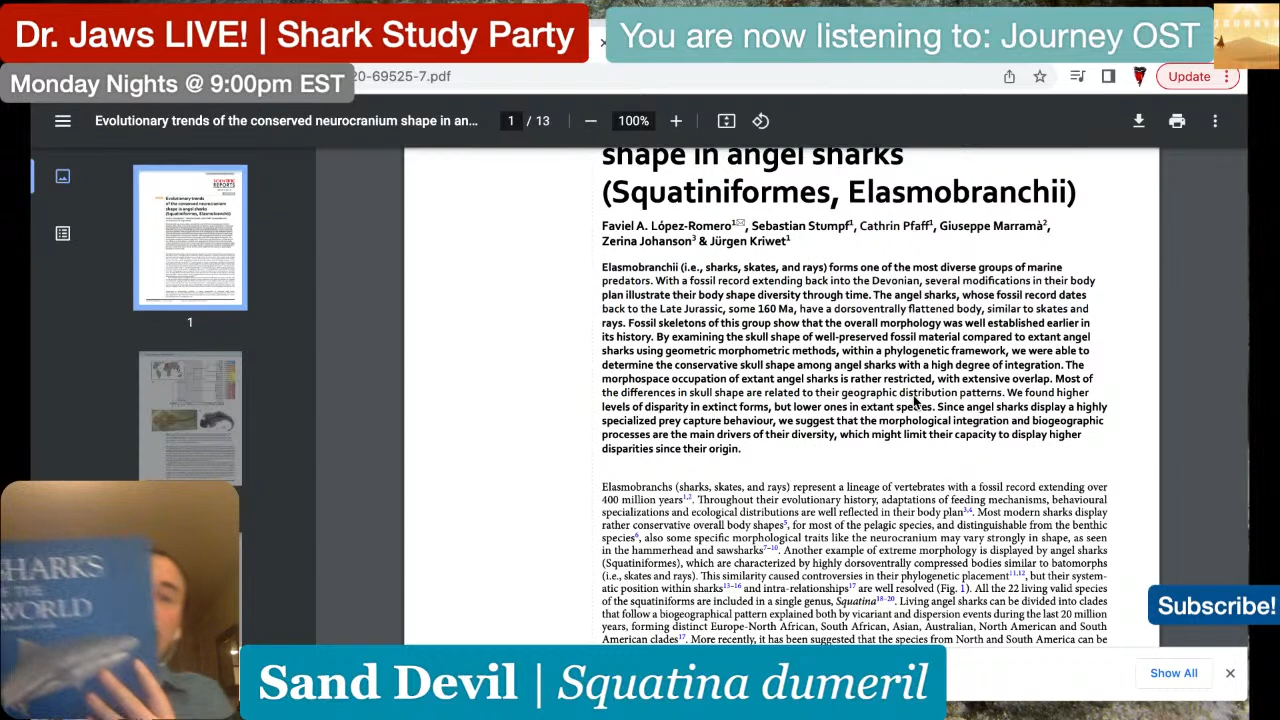 Dr. Jaws LIVE! | Shark Study Party
You are now listening to: Journey OST
Monday Nights @ 9:00pm EST
20-69525-7.pdf
Update
Evolutionary trends of the conserved neurocranium shape in an...
1 / 13
100%
shape in angel sharks
(Squatiniformes, Elasmobranchii)
Faviel A. López-Romero1✉, Sebastian Stumpf1, Cathrin Pfaff1, Giuseppe Marramà2,
Zerina Johanson3 & Jürgen Kriwet1
Elasmobranchii (i.e., sharks, skates, and rays) forms one of the most diverse groups of marine
predators. With a fossil record extending back into the Devonian, several modifications in their body
plan illustrate their body shape diversity through time. The angel sharks, whose fossil record dates
back to the Late Jurassic, some 160 Ma, have a dorsoventrally flattened body, similar to skates and
rays. Fossil skeletons of this group show that the overall morphology was well established earlier in
its history. By examining the skull shape of well-preserved fossil material compared to extant angel
sharks using geometric morphometric methods, within a phylogenetic framework, we were able to
determine the conservative skull shape among angel sharks with a high degree of integration. The
morphospace occupation of extant angel sharks is rather restricted, with extensive overlap. Most of
the differences in skull shape are related to their geographic distribution patterns. We found higher
levels of disparity in extinct forms, but lower ones in extant species. Since angel sharks display a highly
specialized prey capture behaviour, we suggest that the morphological integration and biogeographic
processes are the main drivers of their diversity, which might limit their capacity to display higher
disparities since their origin.
Elasmobranchs (sharks, skates, and rays) represent a lineage of vertebrates with a fossil record extending over
400 million years1,2. Throughout their evolutionary history, adaptations of feeding mechanisms, behavioural
specializations and ecological distributions are well reflected in their body plan3,4. Most modern sharks display
rather conservative overall body shapes5, for most of the pelagic species, and distinguishable from the benthic
species6, also some specific morphological traits like the neurocranium may vary strongly in shape, as seen
in the hammerhead and sawsharks7–10. Another example of extreme morphology is displayed by angel sharks
(Squatiniformes), which are characterized by highly dorsoventrally compressed bodies similar to batomorphs
(i.e., skates and rays). This similarity caused controversies in their phylogenetic placement11,12, but their system-
atic position within sharks13–16 and intra-relationships17 are well resolved (Fig. 1). All the 22 living valid species
of the squatiniforms are included in a single genus, Squatina18–20. Living angel sharks can be divided into clades
that follow a biogeographical pattern explained both by vicariant and dispersion events during the last 20 million
years, forming distinct Europe-North African, South African, Asian, Australian, North American and South
American clades17. More recently, it has been suggested that the species from North and South America can be
1
SHARKS
Subscribe!
Sand Devil | Squatina dumeril
Show All